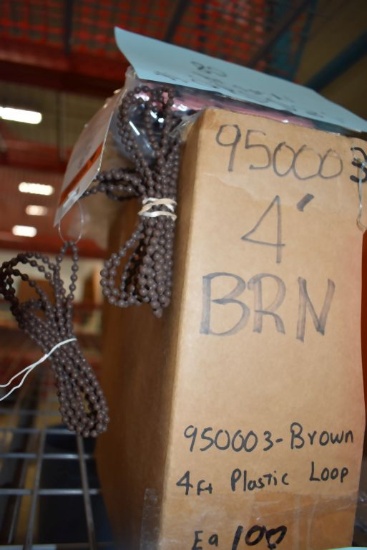 950003
4'
BRN
950003-Brown
4ft Plastic Loop
Ea 100